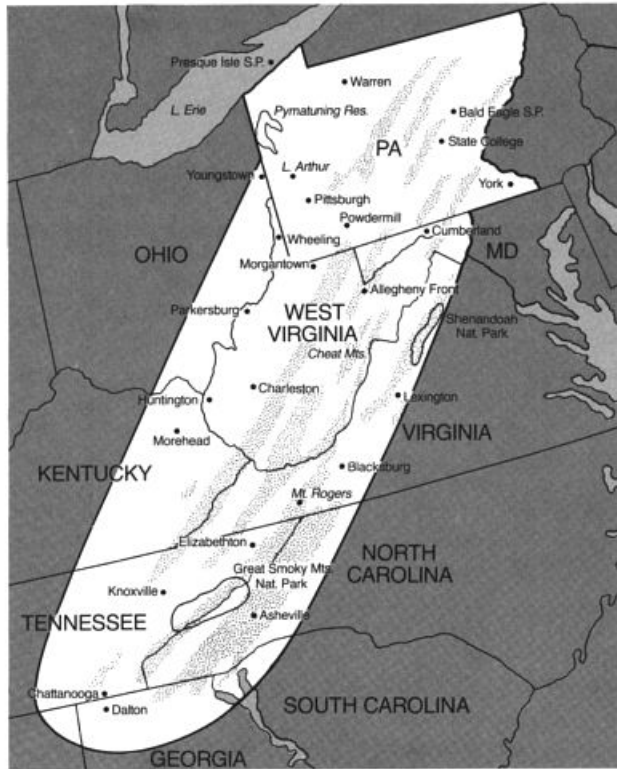 Presque Isle S.P.
Warren
L. Erie
Pymatuning Res.
Bald Eagle S.P.
PA
State College
L. Arthur
Youngstown
York
Pittsburgh
Powdermill
Cumberland
Wheeling
OHIO
MD
Morgantown
Allegheny Front
WEST
VIRGINIA
Parkersburg
Shenandoah
Nat. Park
Cheat Mts.
Charleston
Huntington
Lexington
Morehead
VIRGINIA
KENTUCKY
Blacksburg
Mt. Rogers
Elizabethton
NORTH
CAROLINA
Great Smoky Mts.
Nat. Park
Knoxville
TENNESSEE
Asheville
Chattanooga
Dalton
SOUTH CAROLINA
GEORGIA